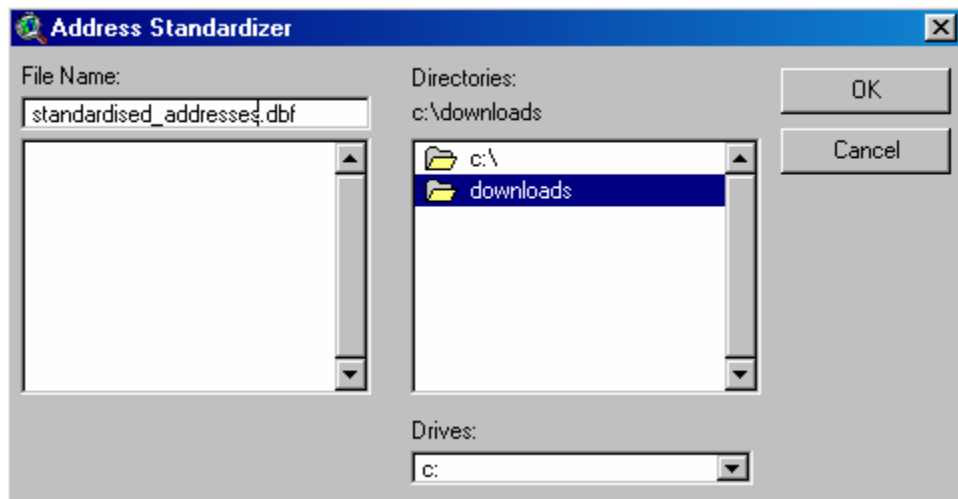 Address Standardizer
File Name:
standardised_addresses.dbf
Directories:
c:\downloads
c:\
downloads
Drives:
c:
OK
Cancel